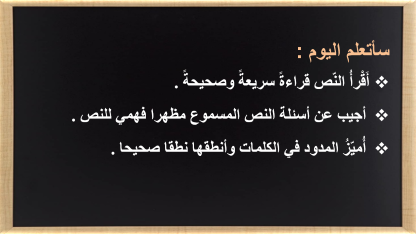 سأتعلم اليوم :
❖ أَقْرأُ النّص قراءةً سريعةً وصحيحةً .
❖ أجيب عن أسئلة النص المسموع مظهرا فهمي للنص .
❖ أُميّزُ المدود في الكلمات وأنطقها نطقا صحيحا .